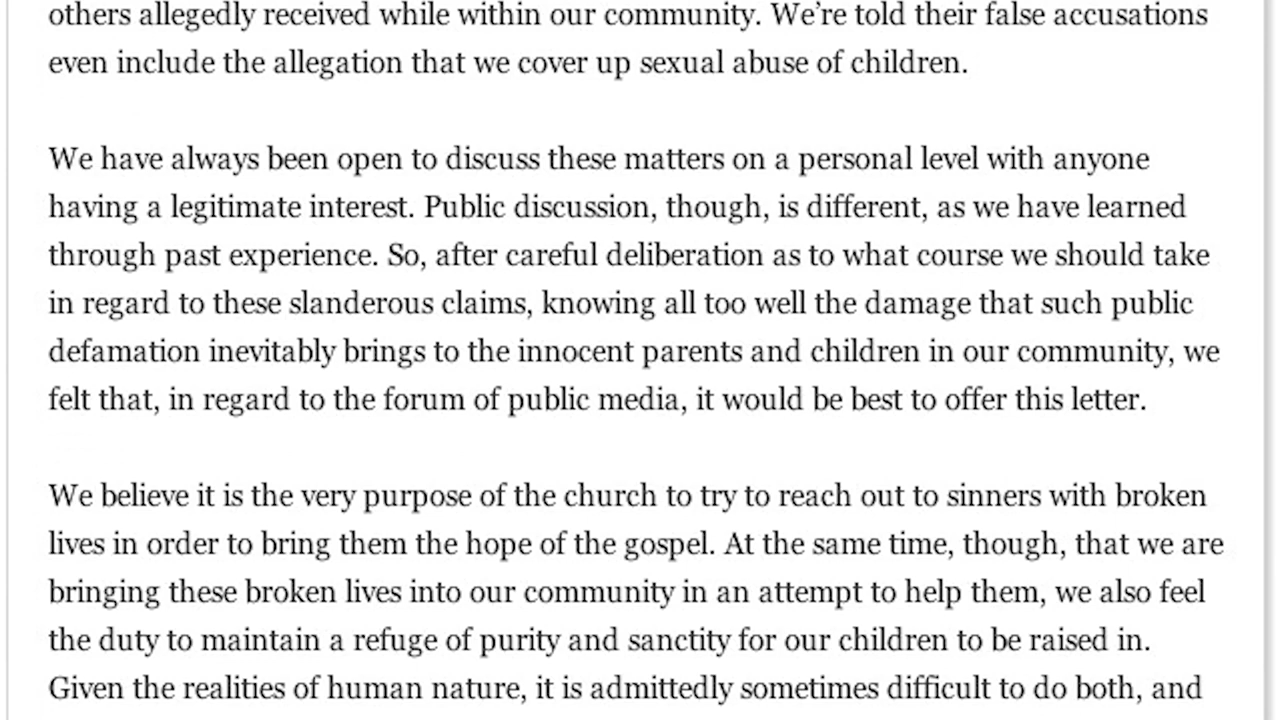 others allegedly received while within our community. We’re told their false accusations
even include the allegation that we cover up sexual abuse of children.
We have always been open to discuss these matters on a personal level with anyone
having a legitimate interest. Public discussion, though, is different, as we have learned
through past experience. So, after careful deliberation as to what course we should take
in regard to these slanderous claims, knowing all too well the damage that such public
defamation inevitably brings to the innocent parents and children in our community, we
felt that, in regard to the forum of public media, it would be best to offer this letter.
We believe it is the very purpose of the church to try to reach out to sinners with broken
lives in order to bring them the hope of the gospel. At the same time, though, that we are
bringing these broken lives into our community in an attempt to help them, we also feel
the duty to maintain a refuge of purity and sanctity for our children to be raised in.
Given the realities of human nature, it is admittedly sometimes difficult to do both, and